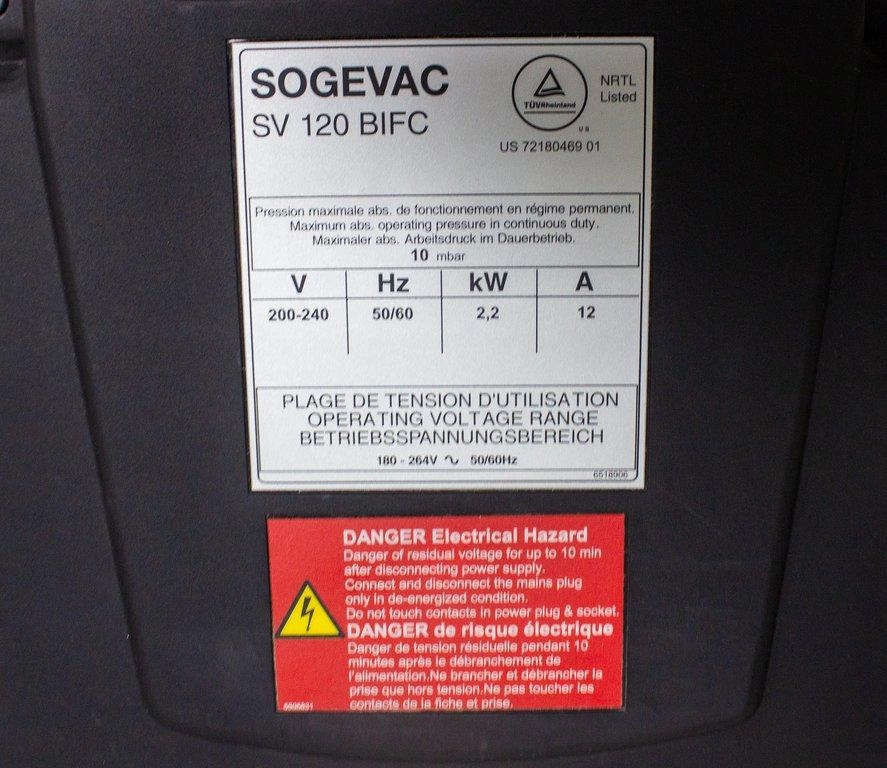 SOGEVAC
SV 120 BIFC
TÜVRheinland
US
NRTL
Listed
US 72180469 01
Pression maximale abs. de fonctionnement en régime permanent.
Maximum abs. operating pressure in continuous duty.
Maximaler abs. Arbeitsdruck im Dauerbetrieb.
10 mbar
V Hz kW A
200-240 50/60 2,2 12
PLAGE DE TENSION D'UTILISATION
OPERATING VOLTAGE RANGE
BETRIEBSSPANNUNGSBEREICH
180 - 264V ∿ 50/60Hz
6518906
DANGER Electrical Hazard
Danger of residual voltage for up to 10 min
after disconnecting power supply.
Connect and disconnect the mains plug
only in de-energized condition.
Do not touch contacts in power plug & socket.
DANGER de risque électrique
Danger de tension résiduelle pendant 10
minutes après le débranchement de
l'alimentation.Ne brancher et débrancher la
prise que hors tension.Ne pas toucher les
contacts de la fiche et prise.